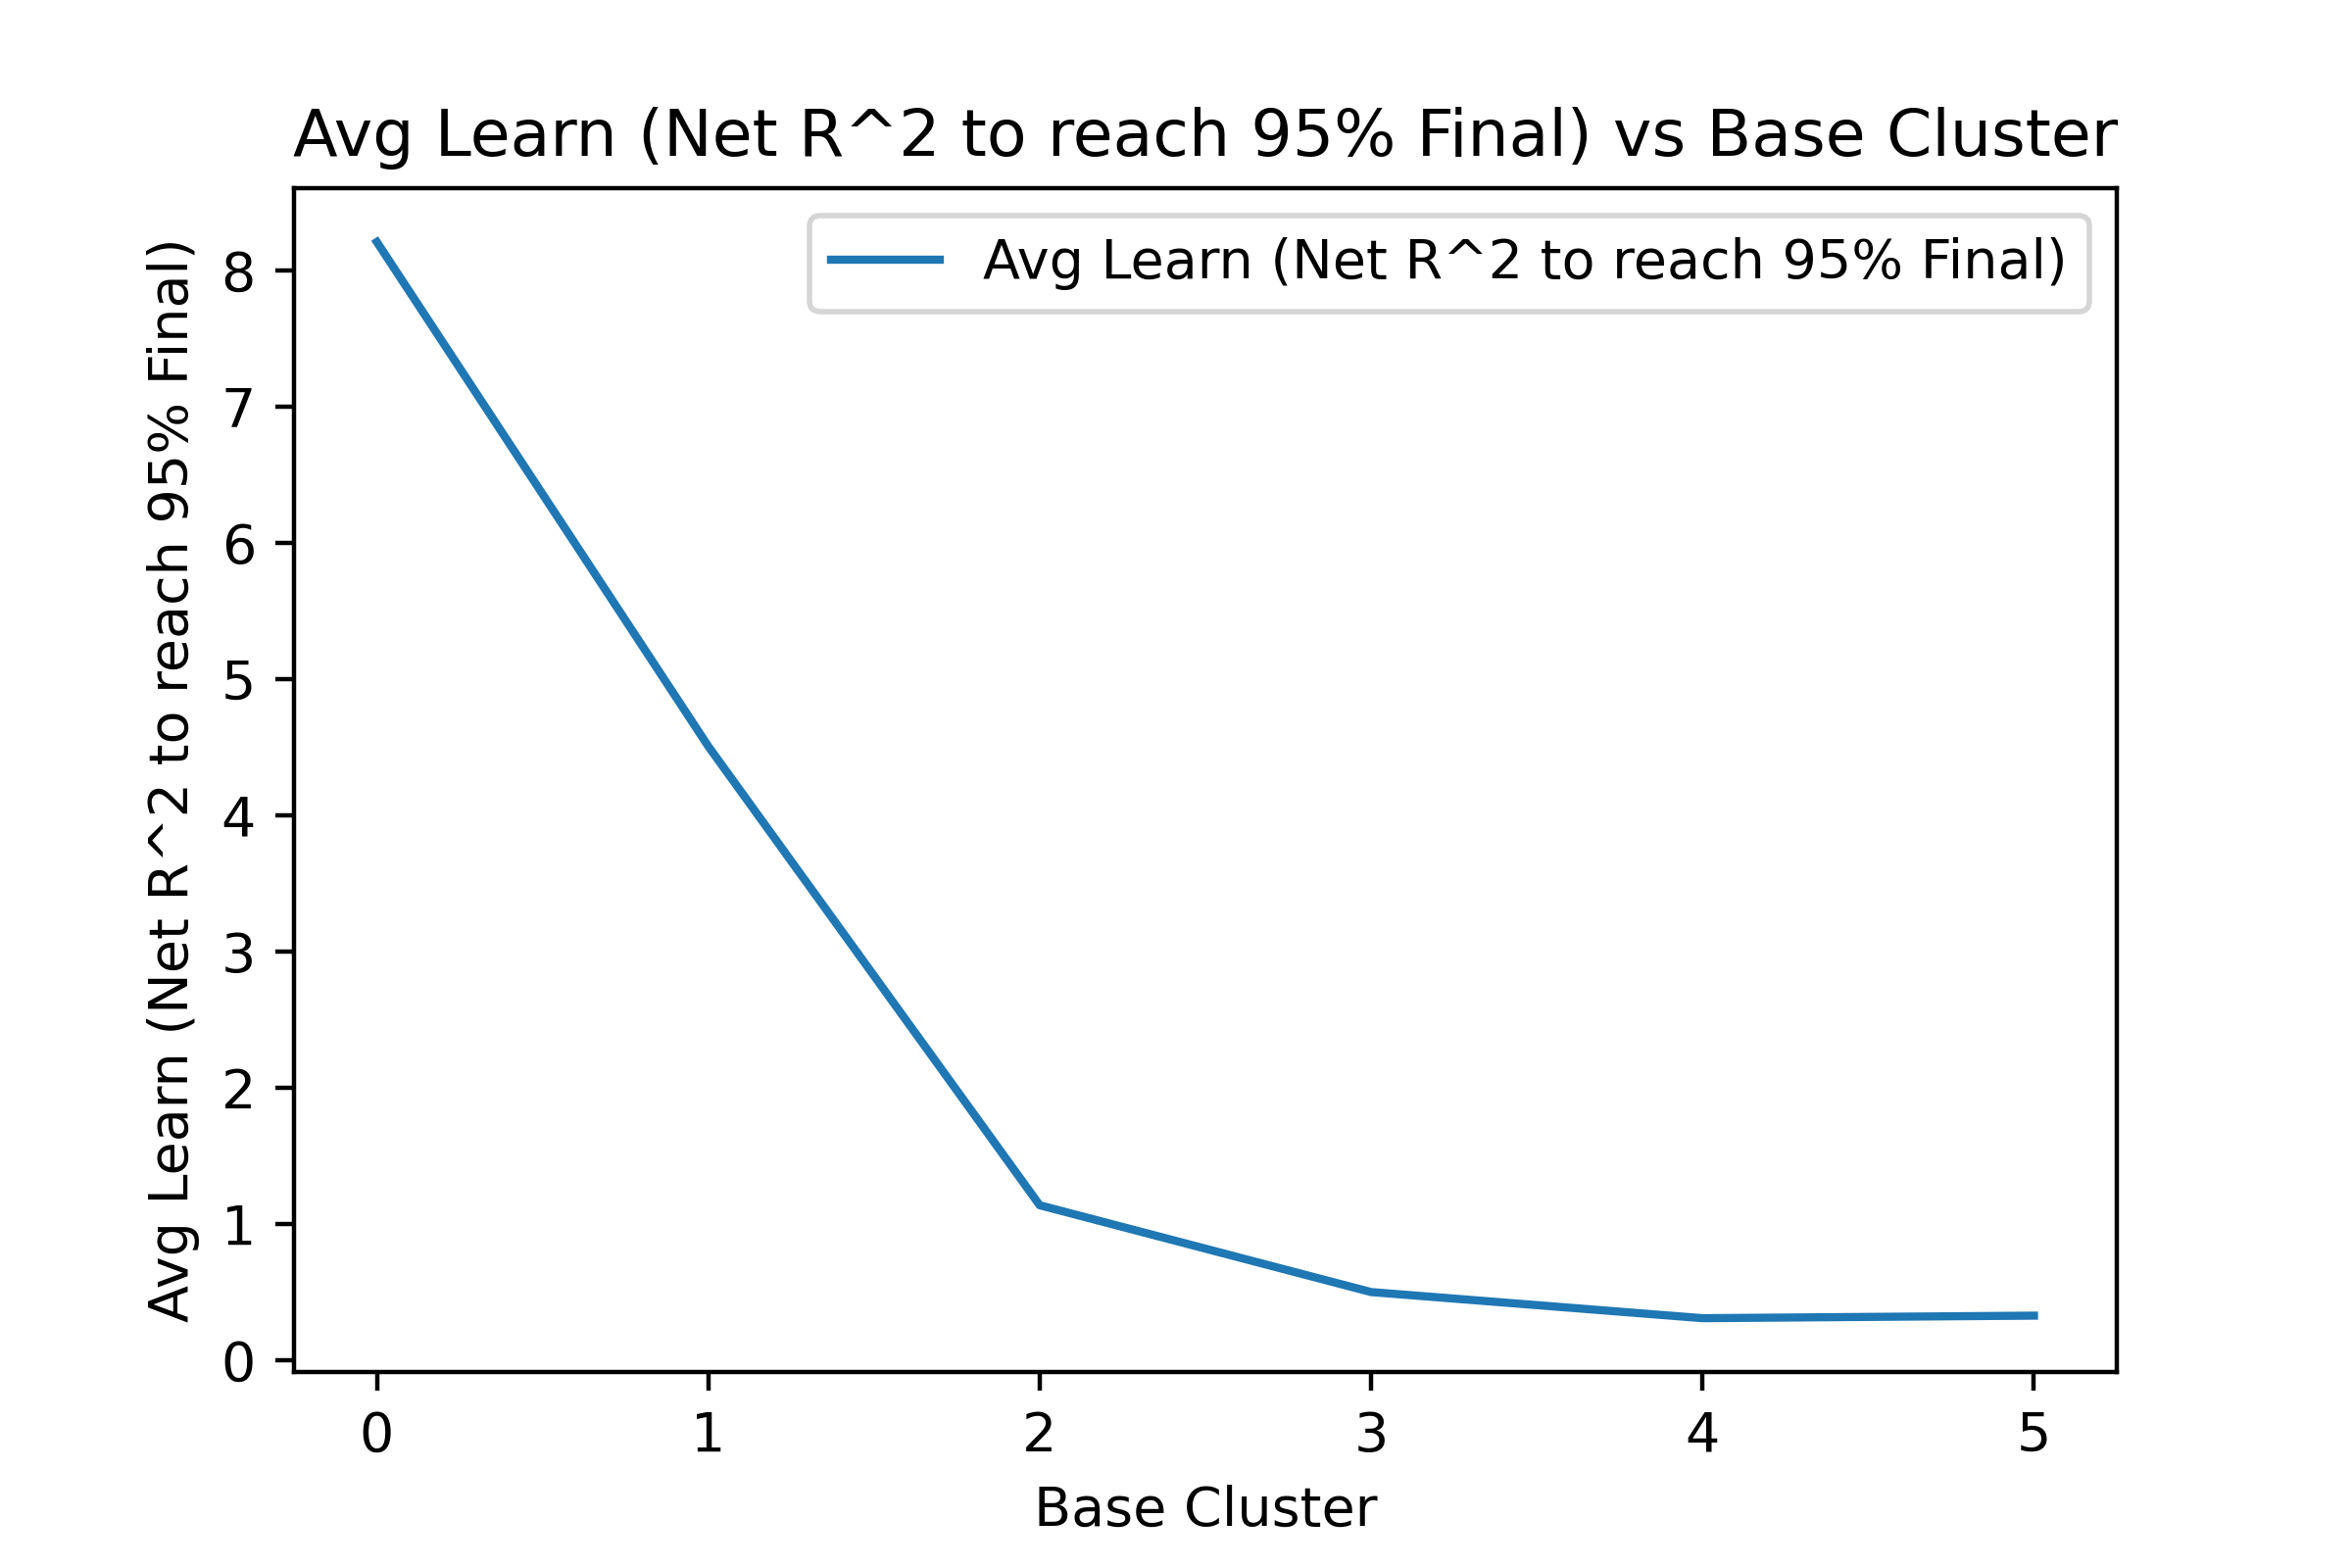 Avg Learn (Net R^2 to reach 95% Final) vs Base Cluster
Avg Learn (Net R^2 to reach 95% Final)
Avg Learn (Net R^2 to reach 95% Final)
8
7
6
5
4
3
2
1
0
0 1 2 3 4 5
Base Cluster